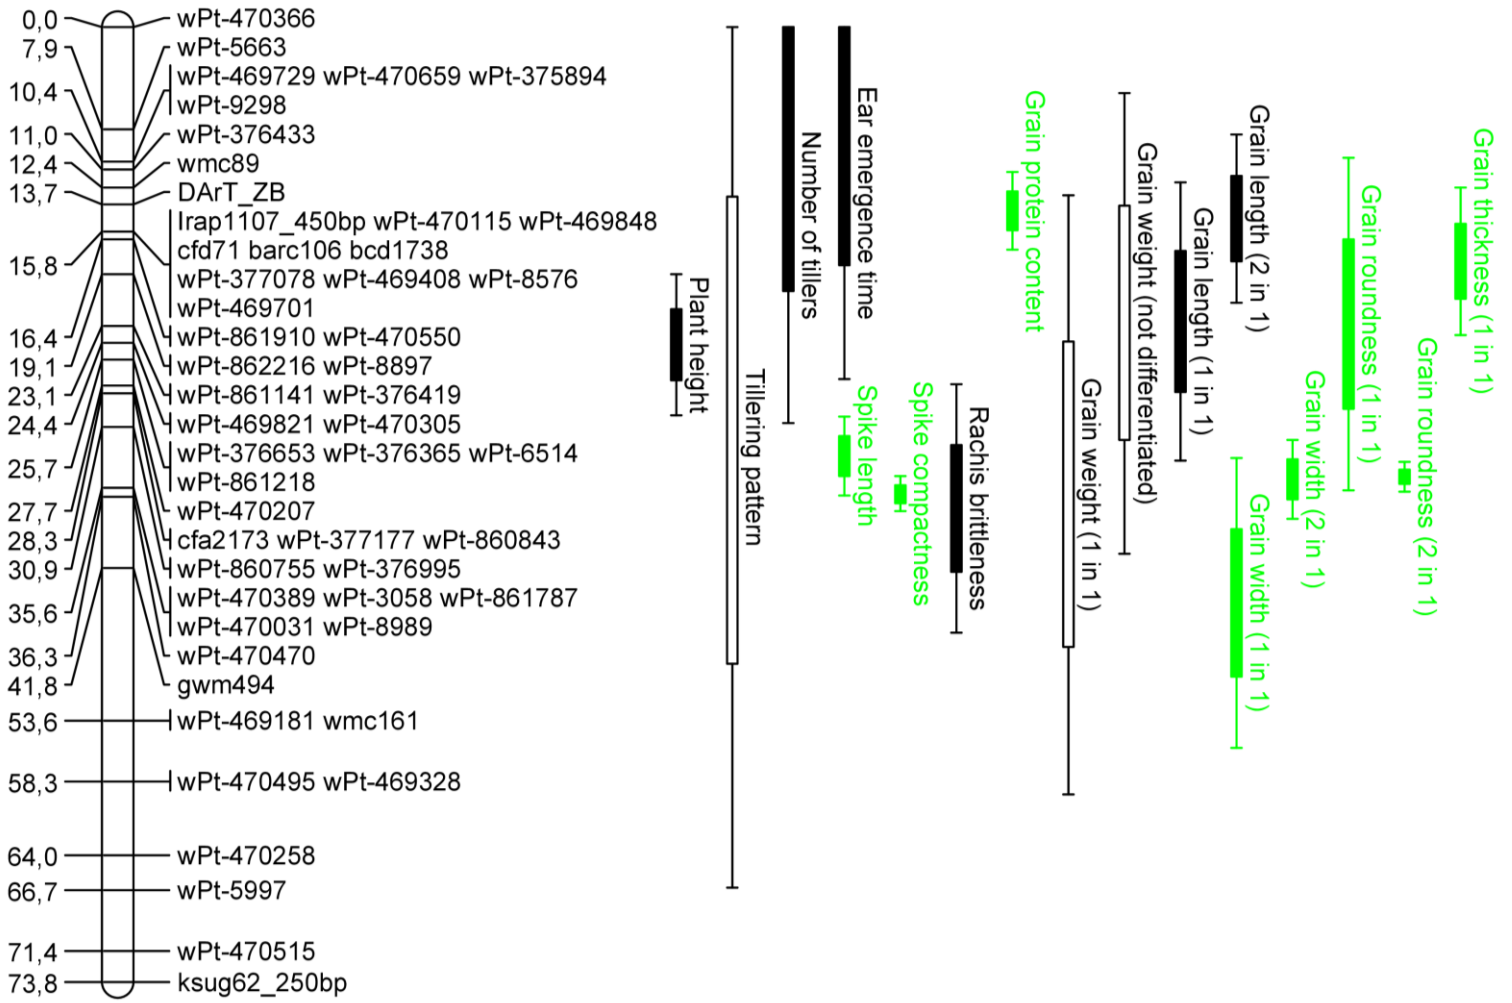 0,0 wPt-470366
7,9 wPt-5663
wPt-469729 wPt-470659 wPt-375894
10,4 wPt-9298
11,0 wPt-376433
12,4 wmc89
13,7 DArT_ZB
lrap1107_450bp wPt-470115 wPt-469848
15,8 cfd71 barc106 bcd1738
wPt-377078 wPt-469408 wPt-8576
wPt-469701
16,4 wPt-861910 wPt-470550
19,1 wPt-862216 wPt-8897
23,1 wPt-861141 wPt-376419
24,4 wPt-469821 wPt-470305
25,7 wPt-376653 wPt-376365 wPt-6514
wPt-861218
27,7 wPt-470207
28,3 cfa2173 wPt-377177 wPt-860843
30,9 wPt-860755 wPt-376995
35,6 wPt-470389 wPt-3058 wPt-861787
wPt-470031 wPt-8989
36,3 wPt-470470
41,8 gwm494
53,6 wPt-469181 wmc161
58,3 wPt-470495 wPt-469328
64,0 wPt-470258
66,7 wPt-5997
71,4 wPt-470515
73,8 ksug62_250bp
Plant height
Tillering pattern
Number of tillers
Ear emergence time
Spike length
Spike compactness
Rachis brittleness
Grain protein content
Grain weight (1 in 1)
Grain weight (not differentiated)
Grain length (1 in 1)
Grain length (2 in 1)
Grain width (1 in 1)
Grain width (2 in 1)
Grain roundness (1 in 1)
Grain roundness (2 in 1)
Grain thickness (1 in 1)